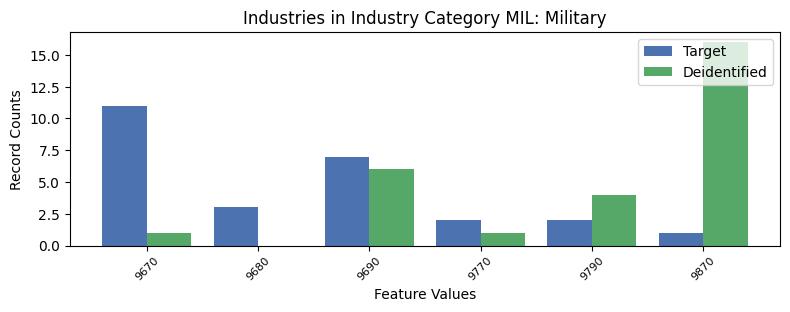 Industries in Industry Category MIL: Military
Target
Deidentified
Record Counts
15.0
12.5
10.0
7.5
5.0
2.5
0.0
9670
9680
9690
9770
9790
9870
Feature Values